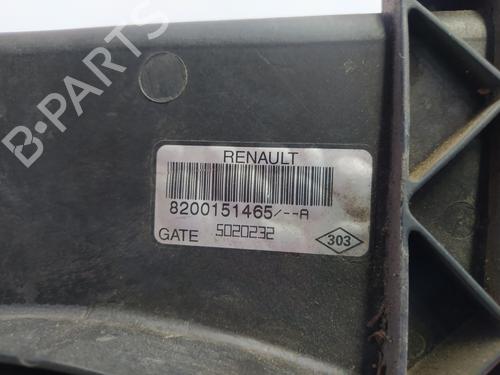 B-PARTS
RENAULT
8200151465/--A
GATE 5020232
303